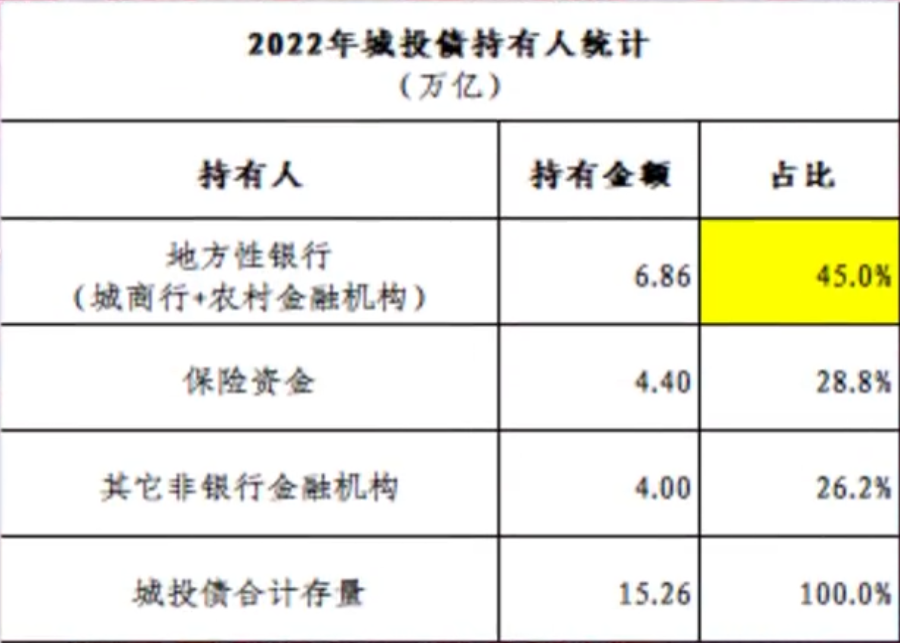 2022年城投债持有人统计
（万亿）
持有人 持有金额 占比
地方性银行
（城商行+农村金融机构） 6.86 45.0%
保险资金 4.40 28.8%
其它非银行金融机构 4.00 26.2%
城投债合计存量 15.26 100.0%